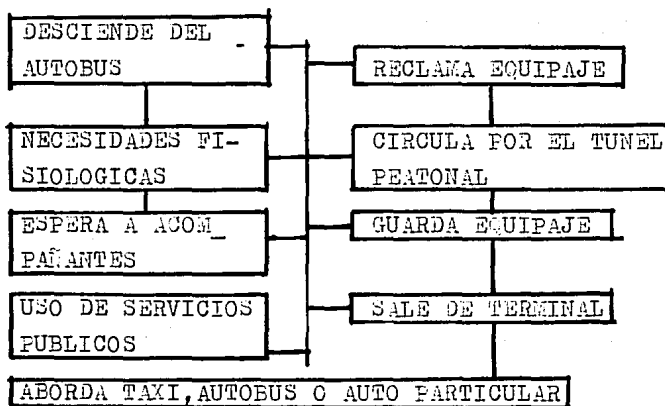 DESCIENDE DEL
AUTOBUS
NECESIDADES FI-
SIOLOGICAS
ESPERA A ACOM_
PAÑANTES
USO DE SERVICIOS
PUBLICOS
RECLAMA EQUIPAJE
CIRCULA POR EL TUNEL
PEATONAL
GUARDA EQUIPAJE
SALE DE TERMINAL
ABORDA TAXI, AUTOBUS O AUTO PARTICULAR